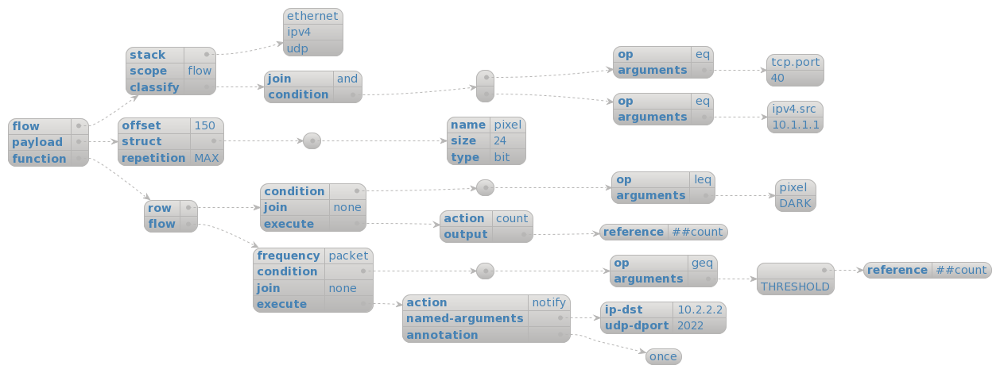 ethernet
ipv4
udp
stack
scope flow
classify
join and
condition
op eq
arguments
tcp.port
40
op eq
arguments
ipv4.src
10.1.1.1
flow
payload
function
offset 150
struct
repetition MAX
name pixel
size 24
type bit
row
flow
condition
join none
execute
op leq
arguments
pixel
DARK
action count
output
reference ##count
frequency packet
condition
join none
execute
op geq
arguments
THRESHOLD
reference ##count
action notify
named-arguments
annotation
ip-dst 10.2.2.2
udp-dport 2022
once